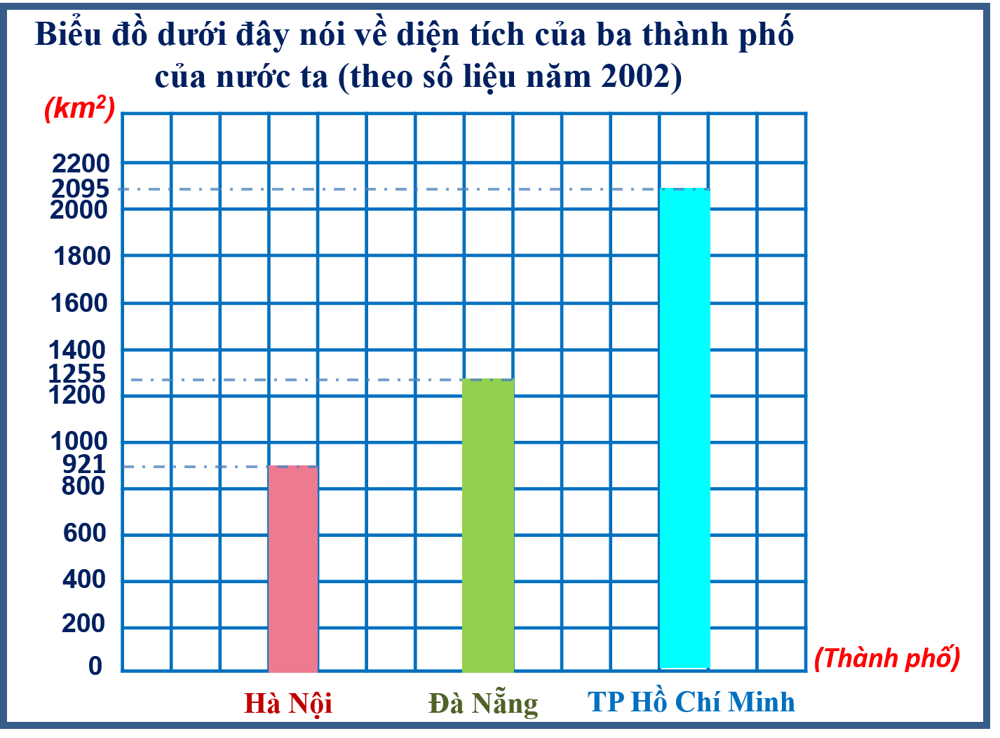 Biểu đồ dưới đây nói về diện tích của ba thành phố
của nước ta (theo số liệu năm 2002)
(km²)
2200
2095
2000
1800
1600
1400
1255
1200
1000
921
800
600
400
200
0
(Thành phố)
Hà Nội
Đà Nẵng
TP Hồ Chí Minh